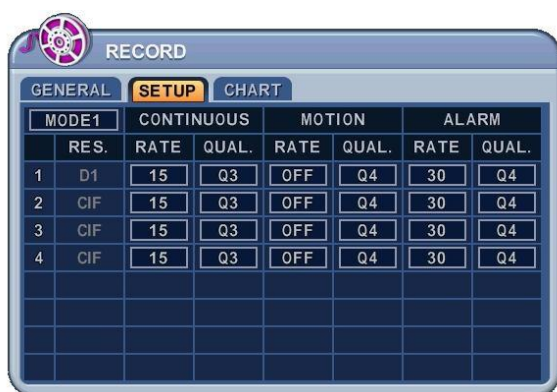 RECORD
GENERAL SETUP CHART
MODE1 CONTINUOUS MOTION ALARM
RES. RATE QUAL. RATE QUAL. RATE QUAL.
1 D1 15 Q3 OFF Q4 30 Q4
2 CIF 15 Q3 OFF Q4 30 Q4
3 CIF 15 Q3 OFF Q4 30 Q4
4 CIF 15 Q3 OFF Q4 30 Q4